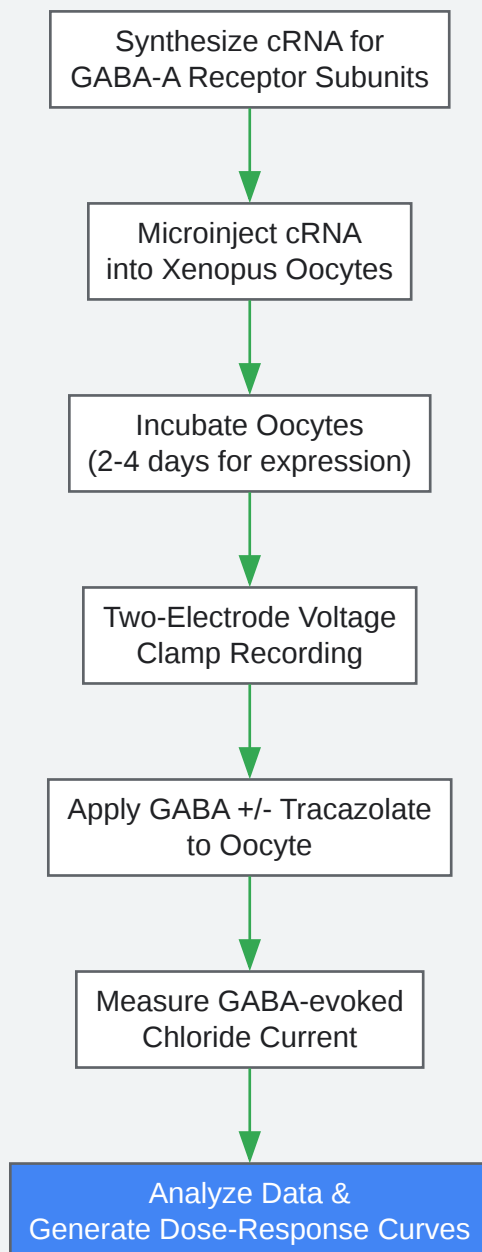 Synthesize cRNA for
GABA-A Receptor Subunits
Microinject cRNA
into Xenopus Oocytes
Incubate Oocytes
(2-4 days for expression)
Two-Electrode Voltage
Clamp Recording
Apply GABA +/- Tracazolate
to Oocyte
Measure GABA-evoked
Chloride Current
Analyze Data &
Generate Dose-Response Curves